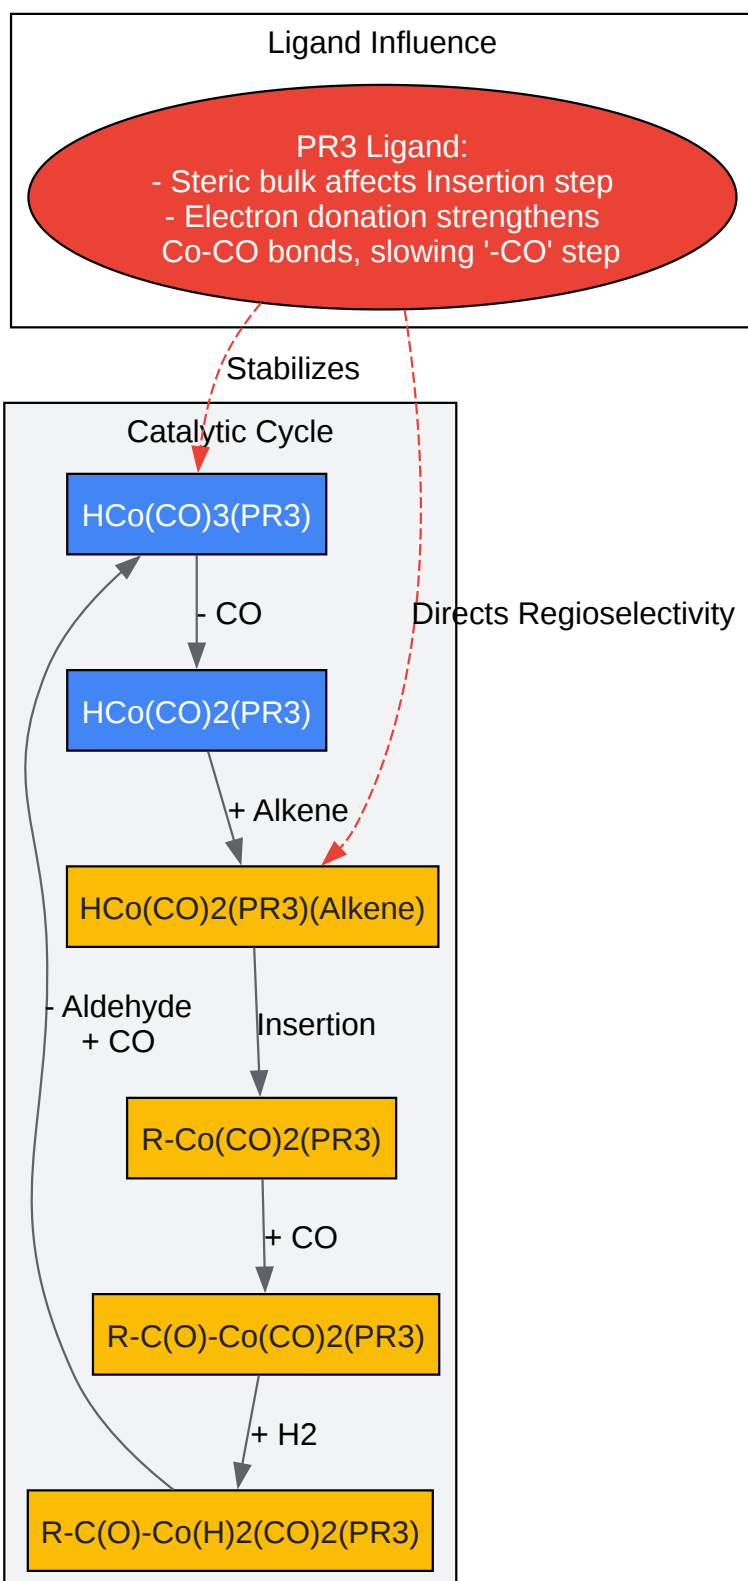 Ligand Influence
PR3 Ligand:
- Steric bulk affects Insertion step
- Electron donation strengthens
Co-CO bonds, slowing '-CO' step
Stabilizes
Catalytic Cycle
HCo(CO)3(PR3)
- CO
Directs Regioselectivity
HCo(CO)2(PR3)
+ Alkene
HCo(CO)2(PR3)(Alkene)
- Aldehyde
+ CO
Insertion
R-Co(CO)2(PR3)
+ CO
R-C(O)-Co(CO)2(PR3)
+ H2
R-C(O)-Co(H)2(CO)2(PR3)